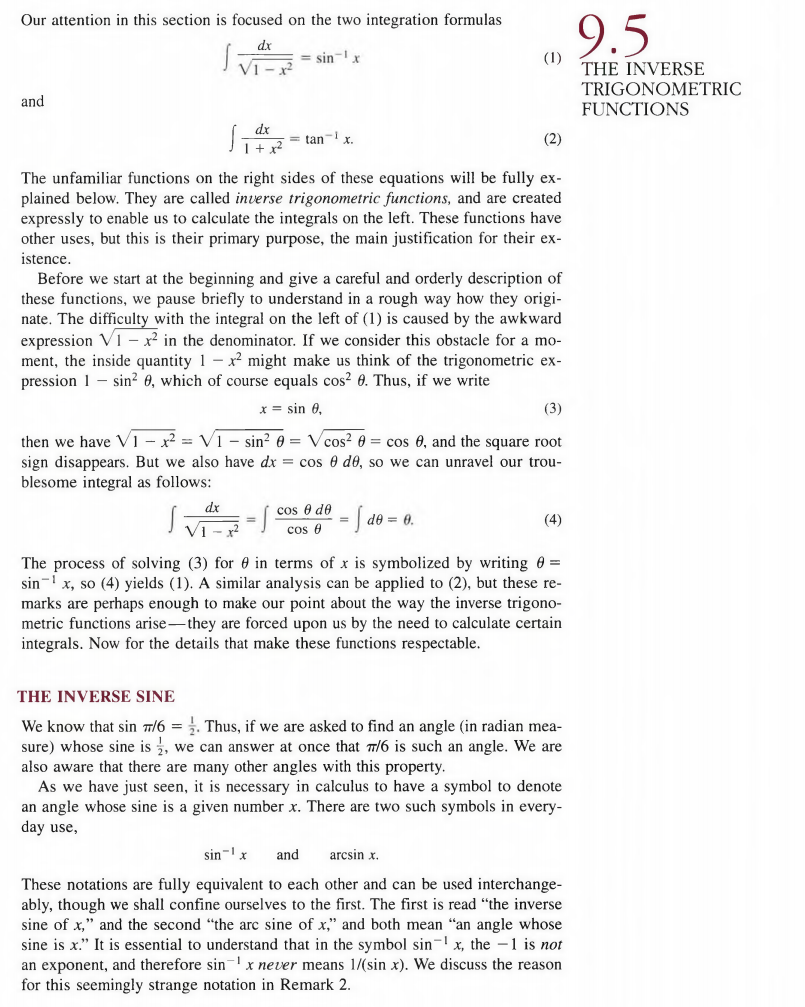 Our attention in this section is focused on the two integration formulas
∫ dx/√(1 − x²) = sin⁻¹ x (1)
and
∫ dx/(1 + x²) = tan⁻¹ x. (2)
The unfamiliar functions on the right sides of these equations will be fully ex-
plained below. They are called inverse trigonometric functions, and are created
expressly to enable us to calculate the integrals on the left. These functions have
other uses, but this is their primary purpose, the main justification for their ex-
istence.
Before we start at the beginning and give a careful and orderly description of
these functions, we pause briefly to understand in a rough way how they origi-
nate. The difficulty with the integral on the left of (1) is caused by the awkward
expression √(1 − x²) in the denominator. If we consider this obstacle for a mo-
ment, the inside quantity 1 − x² might make us think of the trigonometric ex-
pression 1 − sin² θ, which of course equals cos² θ. Thus, if we write
x = sin θ, (3)
then we have √(1 − x²) = √(1 − sin² θ) = √(cos² θ) = cos θ, and the square root
sign disappears. But we also have dx = cos θ dθ, so we can unravel our trou-
blesome integral as follows:
∫ dx/√(1 − x²) = ∫ cos θ dθ/cos θ = ∫ dθ = θ. (4)
The process of solving (3) for θ in terms of x is symbolized by writing θ =
sin⁻¹ x, so (4) yields (1). A similar analysis can be applied to (2), but these re-
marks are perhaps enough to make our point about the way the inverse trigono-
metric functions arise—they are forced upon us by the need to calculate certain
integrals. Now for the details that make these functions respectable.
THE INVERSE SINE
We know that sin π/6 = ½. Thus, if we are asked to find an angle (in radian mea-
sure) whose sine is ½, we can answer at once that π/6 is such an angle. We are
also aware that there are many other angles with this property.
As we have just seen, it is necessary in calculus to have a symbol to denote
an angle whose sine is a given number x. There are two such symbols in every-
day use,
sin⁻¹ x and arcsin x.
These notations are fully equivalent to each other and can be used interchange-
ably, though we shall confine ourselves to the first. The first is read “the inverse
sine of x,” and the second “the arc sine of x,” and both mean “an angle whose
sine is x.” It is essential to understand that in the symbol sin⁻¹ x, the −1 is not
an exponent, and therefore sin⁻¹ x never means 1/(sin x). We discuss the reason
for this seemingly strange notation in Remark 2.
9.5
THE INVERSE
TRIGONOMETRIC
FUNCTIONS